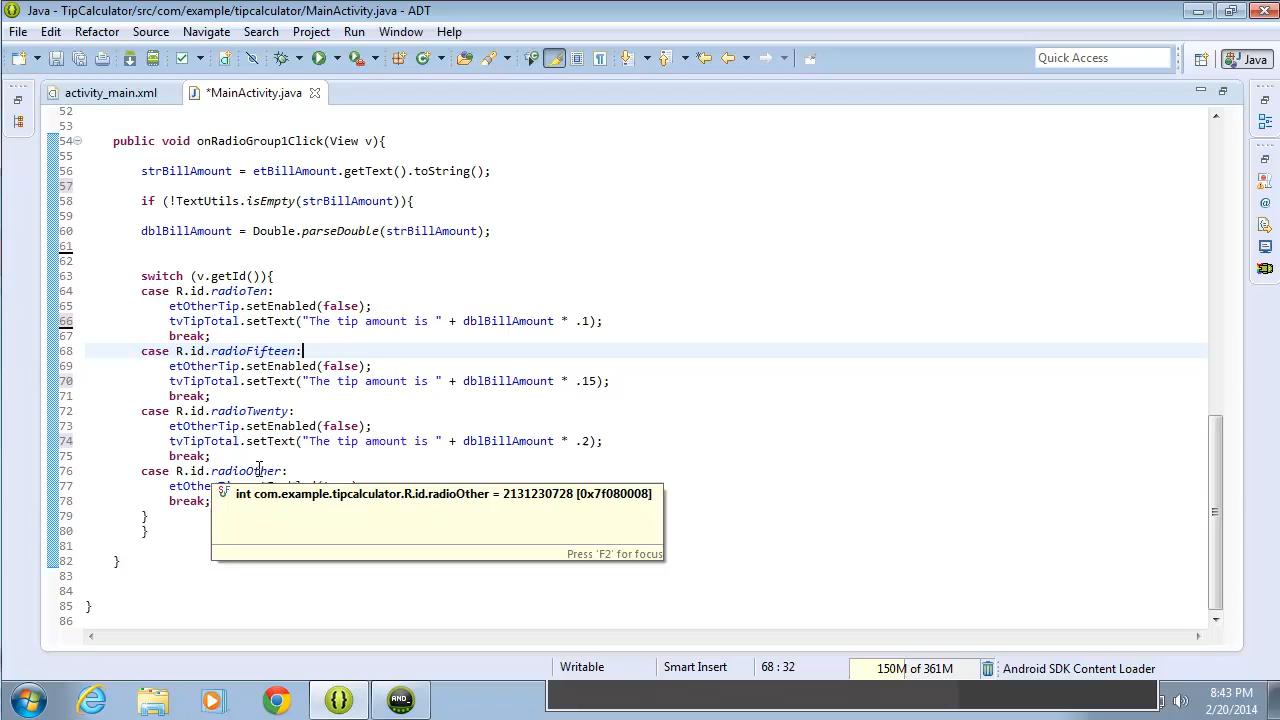 Java - TipCalculator/src/com/example/tipcalculator/MainActivity.java - ADT
File Edit Refactor Source Navigate Search Project Run Window Help
Quick Access
Java
activity_main.xml
*MainActivity.java
52
53
54 public void onRadioGroup1Click(View v){
55
56 strBillAmount = etBillAmount.getText().toString();
57
58 if (!TextUtils.isEmpty(strBillAmount)){
59
60 dblBillAmount = Double.parseDouble(strBillAmount);
61
62
63 switch (v.getId()){
64 case R.id.radioTen:
65 etOtherTip.setEnabled(false);
66 tvTipTotal.setText("The tip amount is " + dblBillAmount * .1);
67 break;
68 case R.id.radioFifteen:
69 etOtherTip.setEnabled(false);
70 tvTipTotal.setText("The tip amount is " + dblBillAmount * .15);
71 break;
72 case R.id.radioTwenty:
73 etOtherTip.setEnabled(false);
74 tvTipTotal.setText("The tip amount is " + dblBillAmount * .2);
75 break;
76 case R.id.radioOther:
77 etOthe
78 break;
int com.example.tipcalculator.R.id.radioOther = 2131230728 [0x7f080008]
Press 'F2' for focus
79 }
80 }
81
82 }
83
84
85 }
86
Writable Smart Insert 68 : 32 150M of 361M Android SDK Content Loader
AND_
8:43 PM
2/20/2014